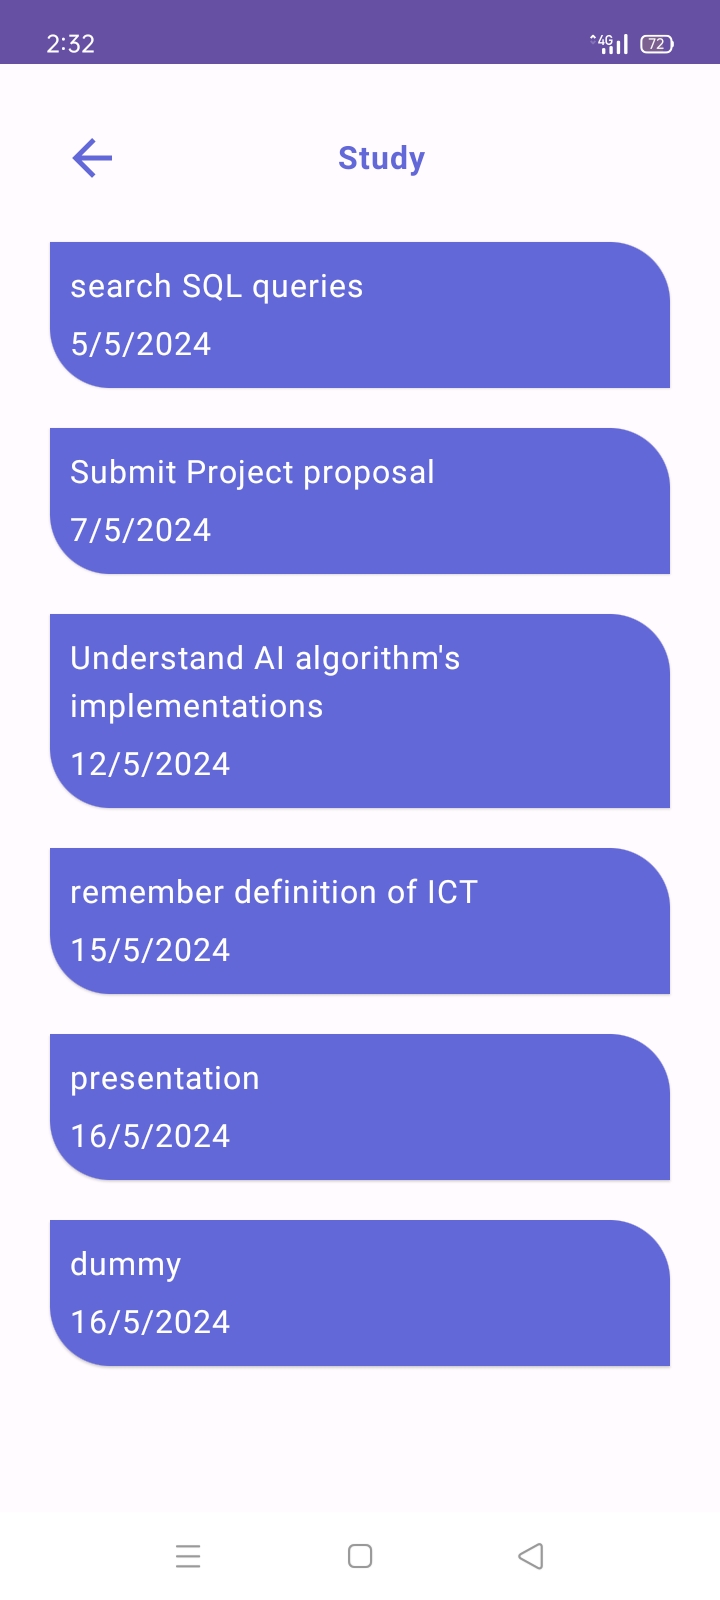 2:32
4G
72
Study
search SQL queries
5/5/2024
Submit Project proposal
7/5/2024
Understand AI algorithm's
implementations
12/5/2024
remember definition of ICT
15/5/2024
presentation
16/5/2024
dummy
16/5/2024